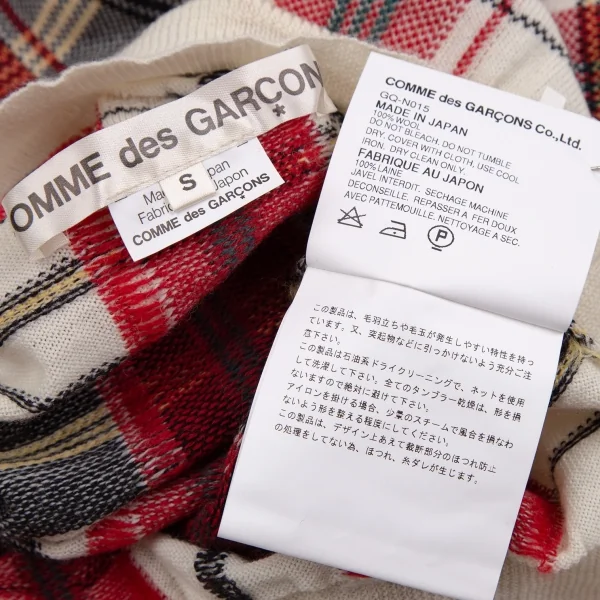 OMME des GARCON
*
Ma pan
Fabri Japon
COMME des GARCONS
*
S
COMME des GARÇONS Co.,Ltd.
GQ-N015
MADE IN JAPAN
100% WOOL
DO NOT BLEACH. DO NOT TUMBLE
DRY. COVER WITH CLOTH. USE COOL
IRON. DRY CLEAN ONLY.
FABRIQUE AU JAPON
100% LAINE
JAVEL INTERDIT. SECHAGE MACHINE
DECONSEILLE. REPASSER A FER DOUX
AVEC PATTEMOUILLE. NETTOYAGE A SEC.
P
この製品は、毛羽立ちや毛玉が発生しやすい特性を持っ
ています。又、突起物などに引っかけないよう充分ご注
意下さい。
この製品は石油系ドライクリーニングで、ネットを使用
して洗濯して下さい。全てのタンブラー乾燥は、形を損
ないますので絶対に避けて下さい。
アイロンを掛ける場合、少量のスチームで風合を損なわ
ないよう形を整える程度にしてください。
この製品は、デザイン上あえて裁断部分のほつれ防止
の処理をしてない為、ほつれ、糸ダレが生じます。